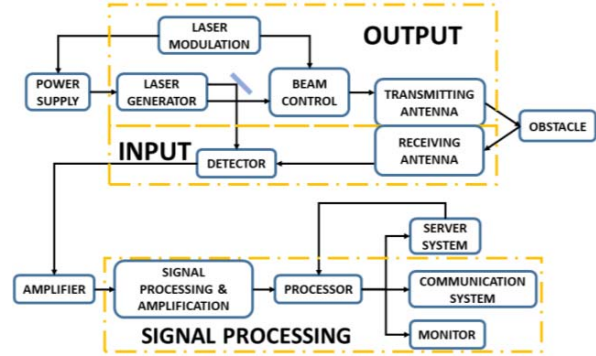 LASER
MODULATION
OUTPUT
POWER
SUPPLY
LASER
GENERATOR
BEAM
CONTROL
TRANSMITTING
ANTENNA
OBSTACLE
INPUT
DETECTOR
RECEIVING
ANTENNA
SERVER
SYSTEM
AMPLIFIER
SIGNAL
PROCESSING &
AMPLIFICATION
PROCESSOR
COMMUNICATION
SYSTEM
MONITOR
SIGNAL PROCESSING